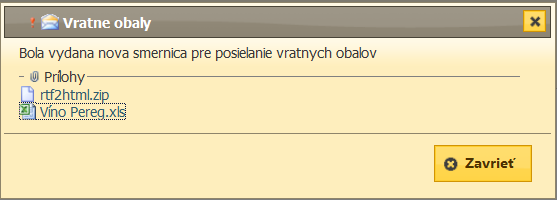 Vratne obaly
Bola vydana nova smernica pre posielanie vratnych obalov
Prílohy
rtf2html.zip
Víno Pereg.xls
Zavrieť